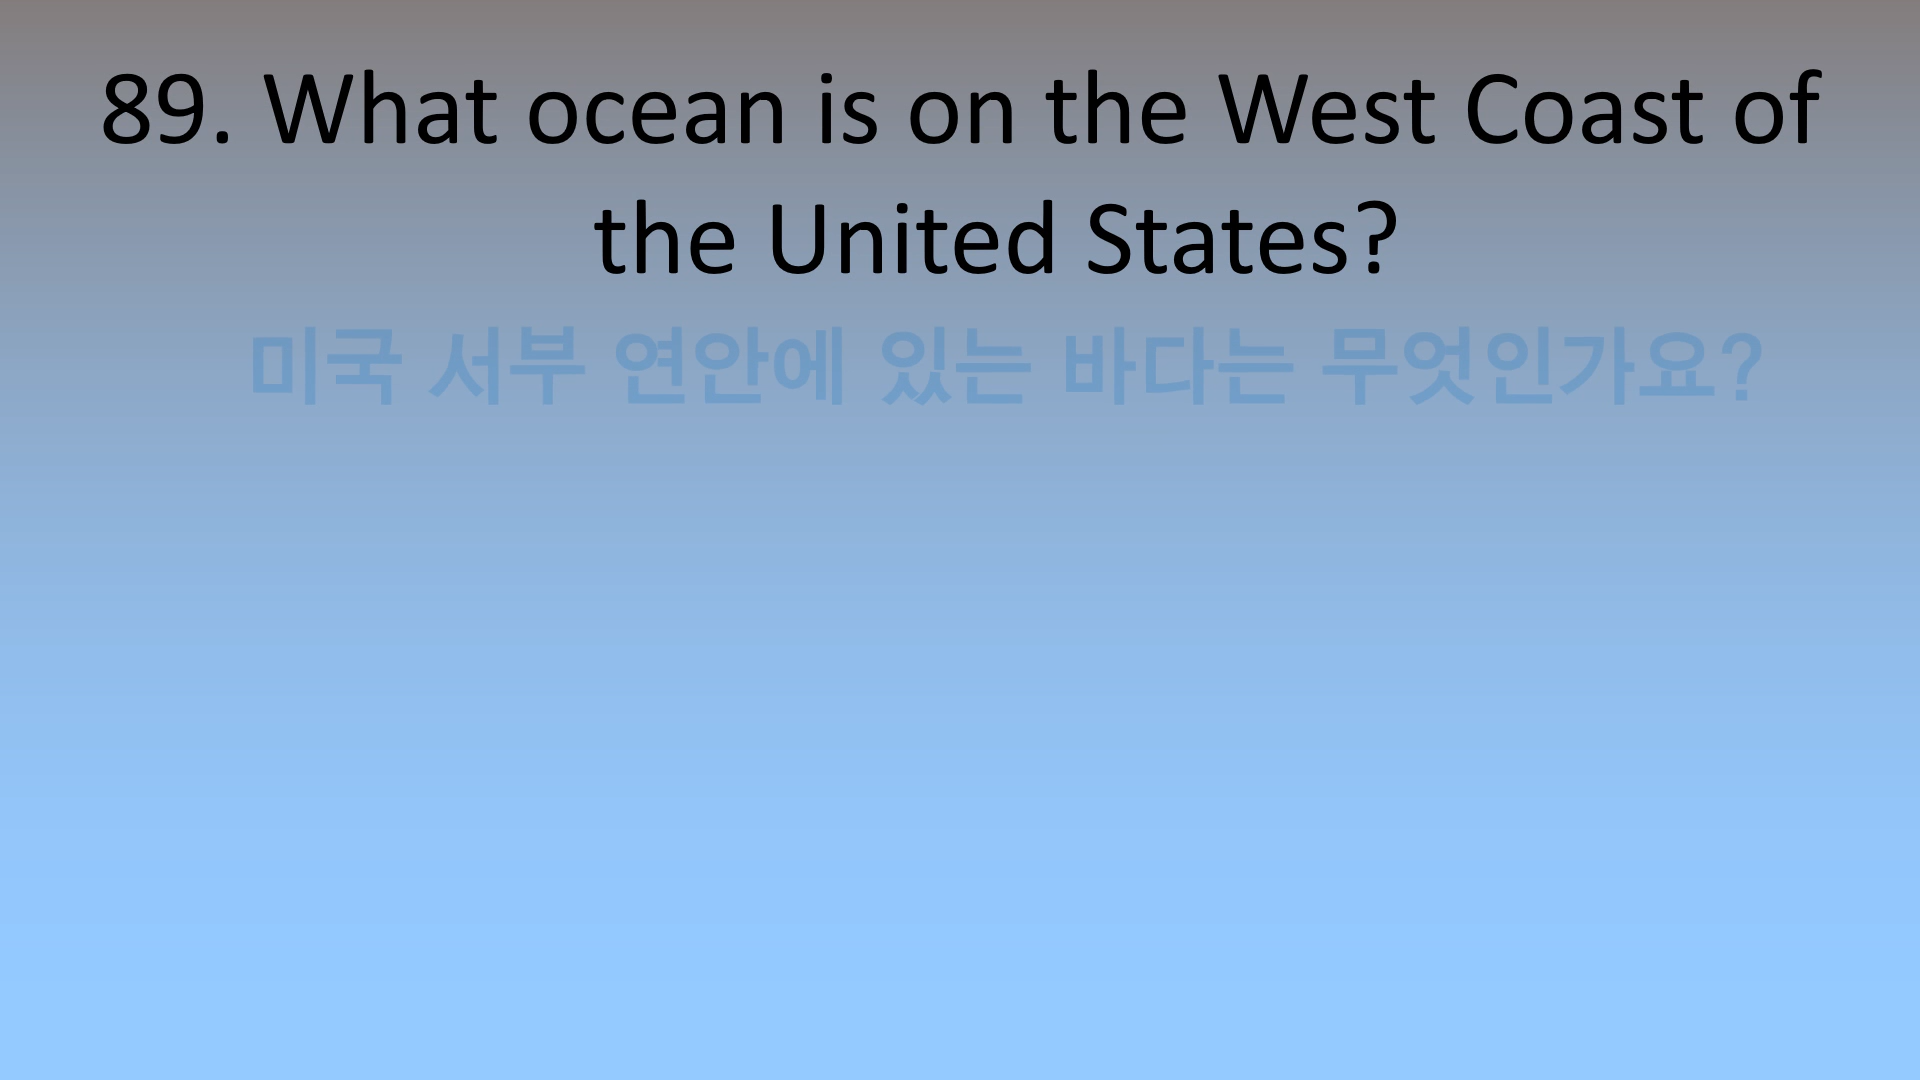 89. What ocean is on the West Coast of
the United States?
미국 서부 연안에 있는 바다는 무엇인가요?